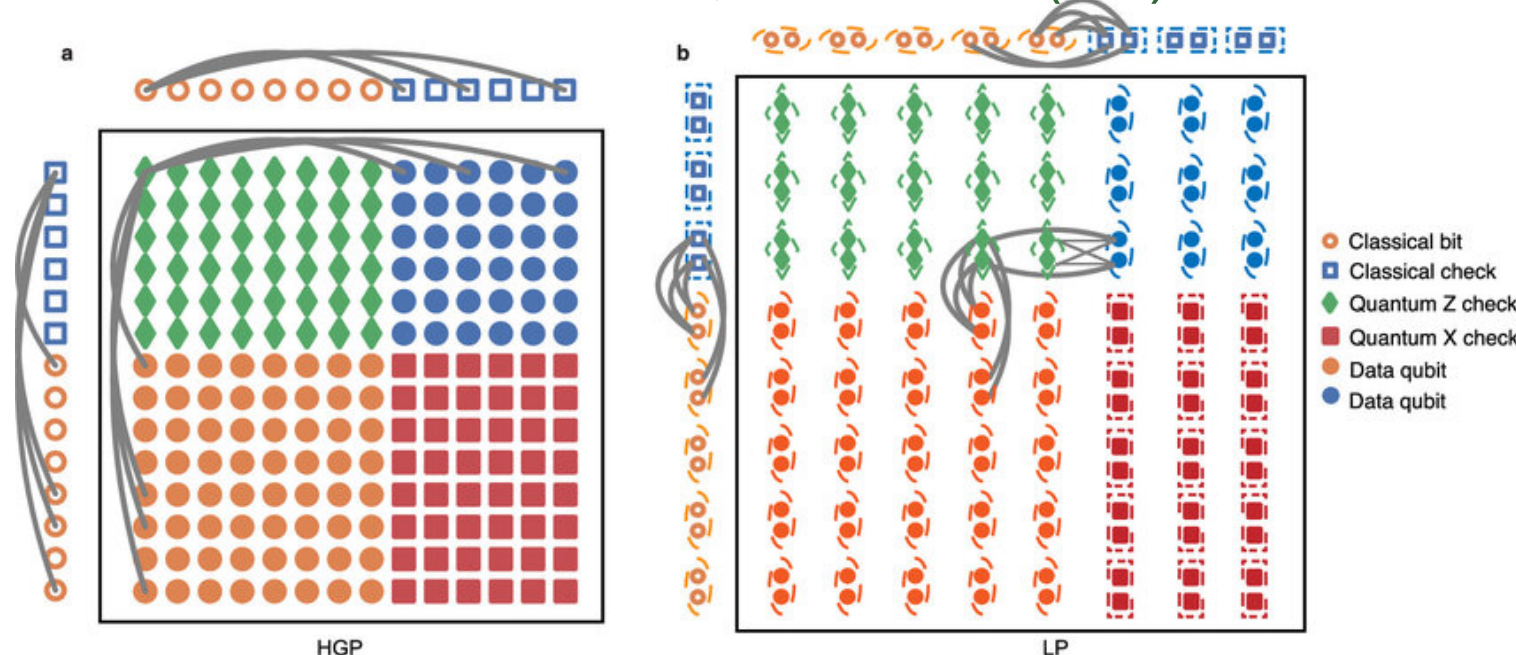 a
b
Classical bit
Classical check
Quantum Z check
Quantum X check
Data qubit
Data qubit
HGP
LP